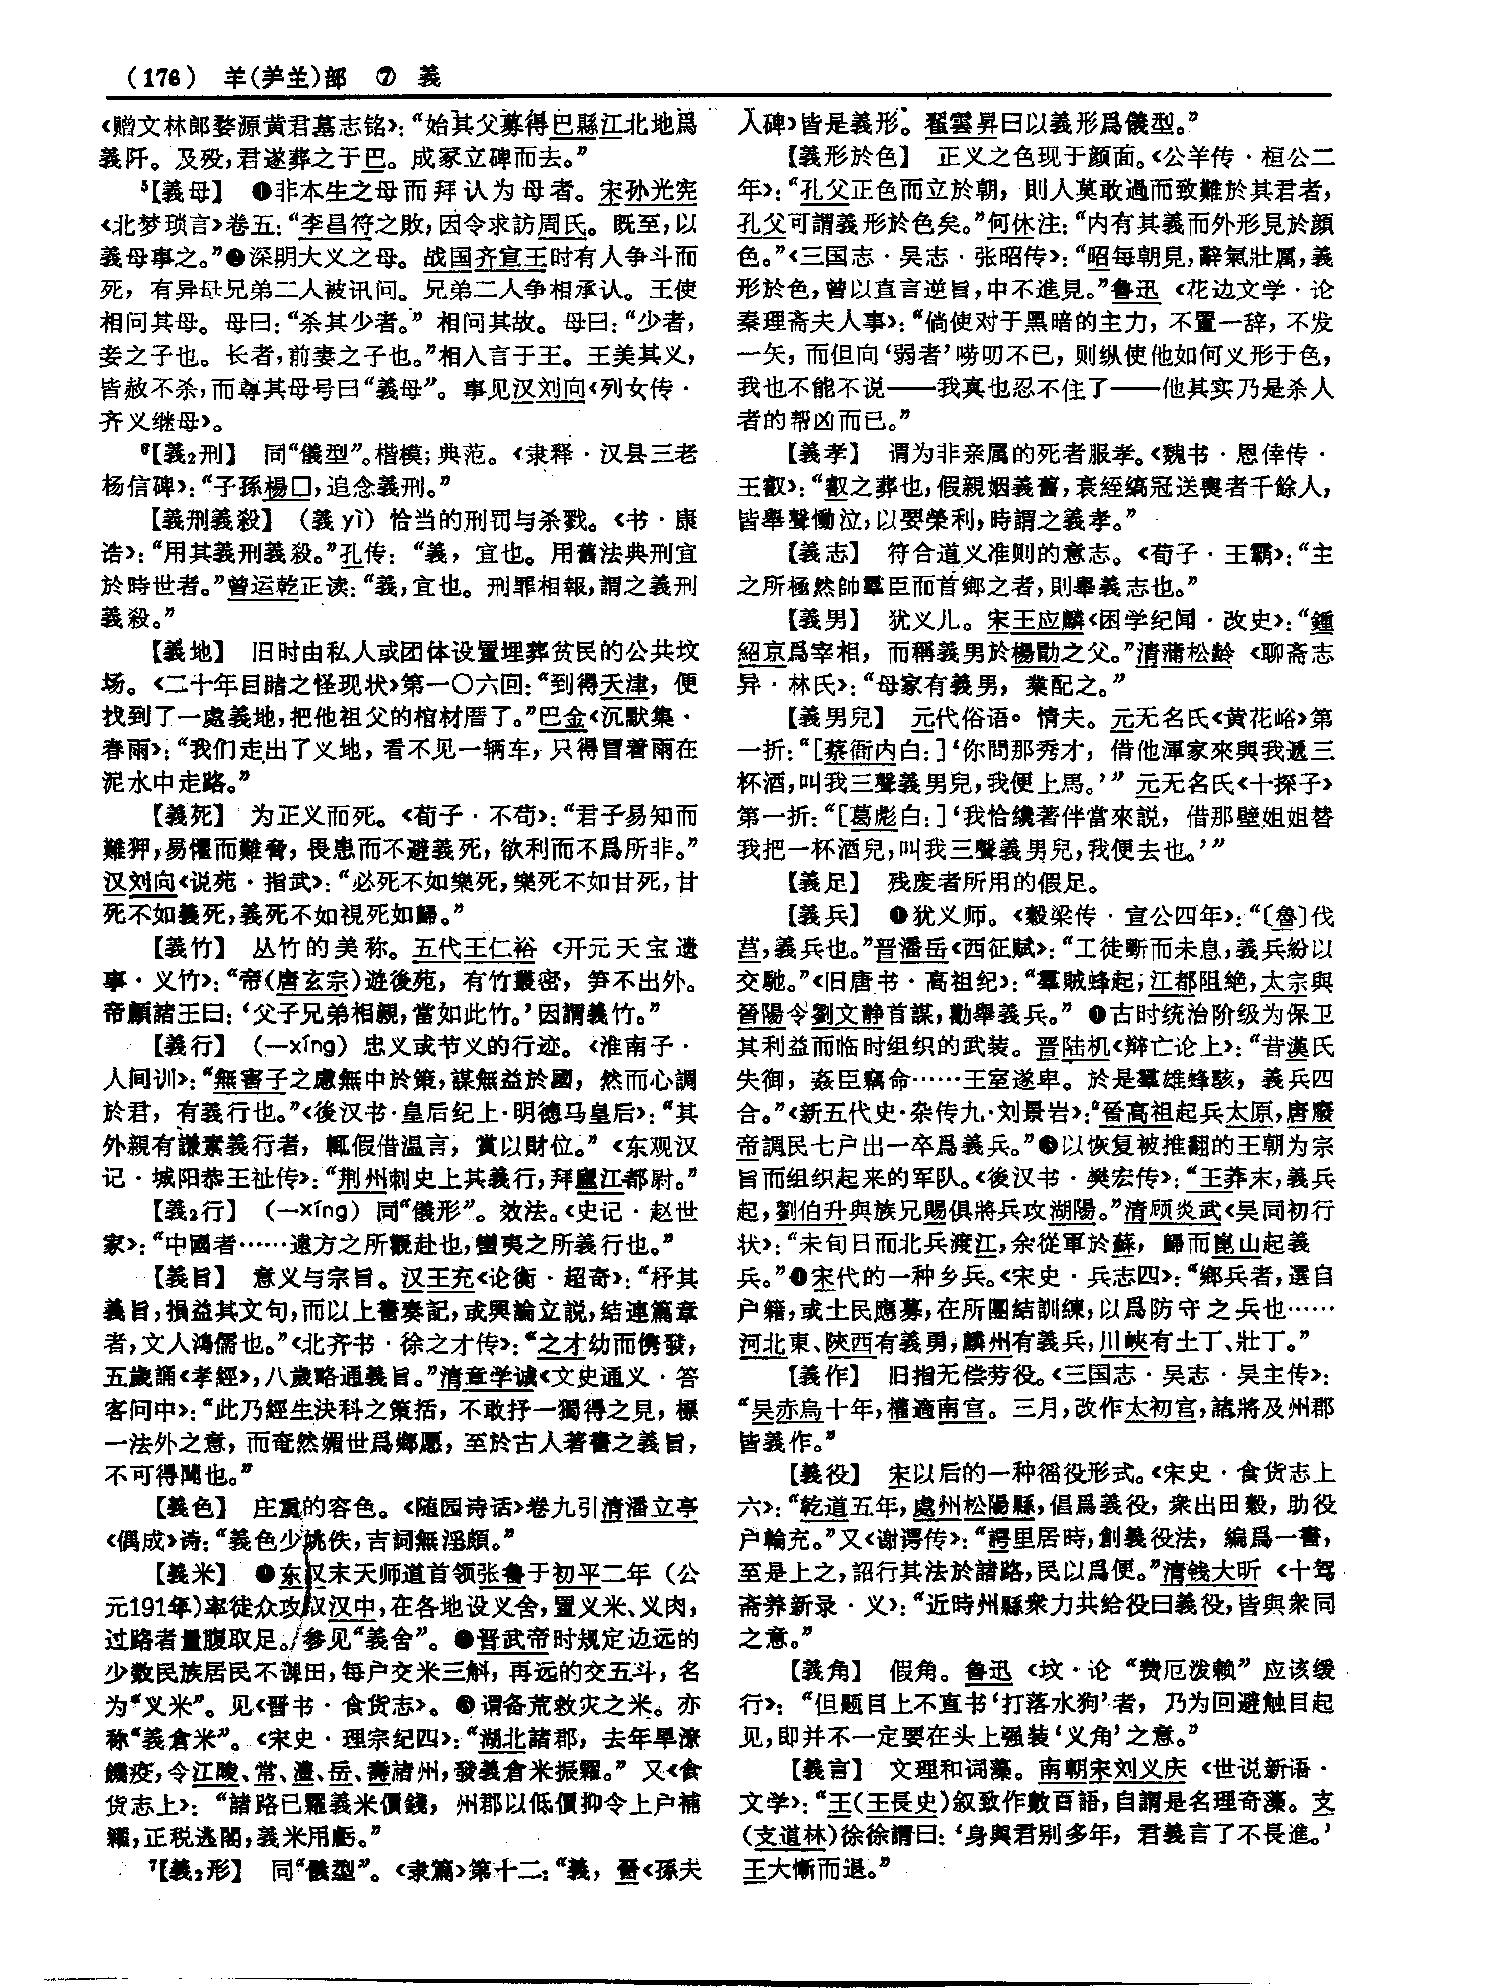 (176) 羊(⺶𦍌)部 ⑦ 義
《赠文林郎婺源黄君墓志铭》：“始其父募得巴縣江北地爲
義阡。及殁，君遂葬之于巴。成冢立碑而去。”
⁵【義母】 ❶非本生之母而拜认为母者。宋孙光宪
《北梦琐言》卷五：“李昌符之敗，因令求訪周氏。既至，以
義母事之。”❷深明大义之母。战国齐宣王时有人争斗而
死，有异母兄弟二人被讯问。兄弟二人争相承认。王使
相问其母。母曰：“杀其少者。”相问其故。母曰：“少者，
妾之子也。长者，前妻之子也。”相入言于王。王美其义，
皆赦不杀，而尊其母号曰“義母”。事见汉刘向《列女传·
齐义继母》。
⁶【義₂刑】 同“儀型”。楷模；典范。《隶释·汉县三老
杨信碑》：“子孫楊囗，追念義刑。”
【義刑義殺】（義yì）恰当的刑罚与杀戮。《书·康
诰》：“用其義刑義殺。”孔传：“義，宜也。用舊法典刑宜
於時世者。”曾运乾正读：“義，宜也。刑罪相報，謂之義刑
義殺。”
【義地】 旧时由私人或团体设置埋葬贫民的公共坟
场。《二十年目睹之怪现状》第一〇六回：“到得天津，便
找到了一處義地，把他祖父的棺材厝了。”巴金《沉默集·
春雨》：“我们走出了义地，看不见一辆车，只得冒着雨在
泥水中走路。”
【義死】 为正义而死。《荀子·不苟》：“君子易知而
難狎，易懼而難脅，畏患而不避義死，欲利而不爲所非。”
汉刘向《说苑·指武》：“必死不如樂死，樂死不如甘死，甘
死不如義死，義死不如視死如歸。”
【義竹】 丛竹的美称。五代王仁裕《开元天宝遗
事·义竹》：“帝（唐玄宗）遊後苑，有竹叢密，笋不出外。
帝顧諸王曰：‘父子兄弟相親，當如此竹。’因謂義竹。”
【義行】（—xíng）忠义或节义的行迹。《淮南子·
人间训》：“無害子之慮無中於策，謀無益於國，然而心調
於君，有義行也。”《後汉书·皇后纪上·明德马皇后》：“其
外親有謙素義行者，輒假借温言，賞以財位。”《东观汉
记·城阳恭王祉传》：“荆州刺史上其義行，拜廬江都尉。”
【義₂行】（—xíng）同“儀形”。效法。《史记·赵世
家》：“中國者……遠方之所觀赴也，蠻夷之所義行也。”
【義旨】 意义与宗旨。汉王充《论衡·超奇》：“杼其
義旨，損益其文句，而以上書奏記，或興論立説，結連篇章
者，文人鴻儒也。”《北齐书·徐之才传》：“之才幼而儁發，
五歲誦《孝經》，八歲略通義旨。”清章学诚《文史通义·答
客问中》：“此乃經生決科之策括，不敢抒一獨得之見，標
一法外之意，而奄然媚世爲鄉愿，至於古人著書之義旨，
不可得聞也。”
【義色】 庄重的容色。《随园诗话》卷九引清潘立亭
《偶成》诗：“義色少姚佚，吉詞無淫頗。”
【義米】 ❶东汉末天师道首领张鲁于初平二年（公
元191年）率徒众攻取汉中，在各地设义舍，置义米、义肉，
过路者量腹取足。参见“義舍”。❷晋武帝时规定边远的
少数民族居民不课田，每户交米三斛，再远的交五斗，名
为“义米”。见《晋书·食货志》。❸谓备荒救灾之米。亦
称“義倉米”。《宋史·理宗纪四》：“湖北諸郡，去年旱潦
饑疫，令江陵、常、澧、岳、壽諸州，發義倉米振糶。”又《食
货志上》：“諸路已糶義米價錢，州郡以低價抑令上户補
糴，正税逃閣，義米用虧。”
⁷【義₂形】 同“儀型”。《隶篇》第十二：“義，晉《孫夫
人碑》皆是義形。翟雲昇曰以義形爲儀型。”
【義形於色】 正义之色现于颜面。《公羊传·桓公二
年》：“孔父正色而立於朝，則人莫敢過而致難於其君者，
孔父可謂義形於色矣。”何休注：“内有其義而外形見於顔
色。”《三国志·吴志·张昭传》：“昭每朝見，辭氣壯厲，義
形於色，曾以直言逆旨，中不進見。”鲁迅《花边文学·论
秦理斋夫人事》：“倘使对于黑暗的主力，不置一辞，不发
一矢，而但向‘弱者’唠叨不已，则纵使他如何义形于色，
我也不能不说——我真也忍不住了——他其实乃是杀人
者的帮凶而已。”
【義孝】 谓为非亲属的死者服孝。《魏书·恩倖传·
王叡》：“叡之葬也，假親姻義舊，衰絰縞冠送喪者千餘人，
皆舉聲慟泣，以要榮利，時謂之義孝。”
【義志】 符合道义准则的意志。《荀子·王霸》：“主
之所極然帥羣臣而首鄉之者，則舉義志也。”
【義男】 犹义儿。宋王应麟《困学纪闻·改史》：“鍾
紹京爲宰相，而稱義男於楊勖之父。”清蒲松龄《聊斋志
异·林氏》：“母家有義男，業配之。”
【義男兒】 元代俗语。情夫。元无名氏《黄花峪》第
一折：“[蔡衙内白：]‘你問那秀才，借他渾家來與我遞三
杯酒，叫我三聲義男兒，我便上馬。’”元无名氏《十探子》
第一折：“[葛彪白：]‘我恰纔著伴當來説，借那壁姐姐替
我把一杯酒兒，叫我三聲義男兒，我便去也。’”
【義足】 残废者所用的假足。
【義兵】 ❶犹义师。《穀梁传·宣公四年》：“〔魯〕伐
莒，義兵也。”晋潘岳《西征赋》：“工徒斲而未息，義兵紛以
交馳。”《旧唐书·高祖纪》：“羣賊蜂起，江都阻絶，太宗與
晉陽令劉文静首謀，勸舉義兵。”❷古时统治阶级为保卫
其利益而临时组织的武装。晋陆机《辩亡论上》：“昔漢氏
失御，姦臣竊命……王室遂卑。於是羣雄蜂駭，義兵四
合。”《新五代史·杂传九·刘景岩》：“晉高祖起兵太原，唐廢
帝調民七户出一卒爲義兵。”❸以恢复被推翻的王朝为宗
旨而组织起来的军队。《後汉书·樊宏传》：“王莽末，義兵
起，劉伯升與族兄賜俱將兵攻湖陽。”清顾炎武《吴同初行
状》：“未旬日而北兵渡江，余從軍於蘇，歸而崑山起義
兵。”❹宋代的一种乡兵。《宋史·兵志四》：“鄉兵者，選自
户籍，或土民應募，在所團結訓練，以爲防守之兵也……
河北東、陝西有義勇，麟州有義兵，川峽有土丁、壯丁。”
【義作】 旧指无偿劳役。《三国志·吴志·吴主传》：
“吴赤烏十年，權適南宫。三月，改作太初宫，諸將及州郡
皆義作。”
【義役】 宋以后的一种徭役形式。《宋史·食货志上
六》：“乾道五年，處州松陽縣，倡爲義役，衆出田穀，助役
户輪充。”又《谢谔传》：“諤里居時，創義役法，編爲一書，
至是上之，詔行其法於諸路，民以爲便。”清钱大昕《十驾
斋养新录·义》：“近時州縣衆力共給役曰義役，皆與衆同
之意。”
【義角】 假角。鲁迅《坟·论“费厄泼赖”应该缓
行》：“但题目上不直书‘打落水狗’者，乃为回避触目起
见，即并不一定要在头上强装‘义角’之意。”
【義言】 文理和词藻。南朝宋刘义庆《世说新语·
文学》：“王（王長史）叙致作數百語，自謂是名理奇藻。支
（支道林）徐徐謂曰：‘身與君别多年，君義言了不長進。’
王大慚而退。”